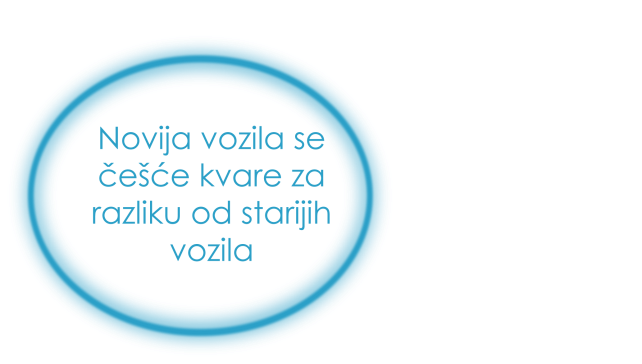 Novija vozila se
češće kvare za
razliku od starijih
vozila